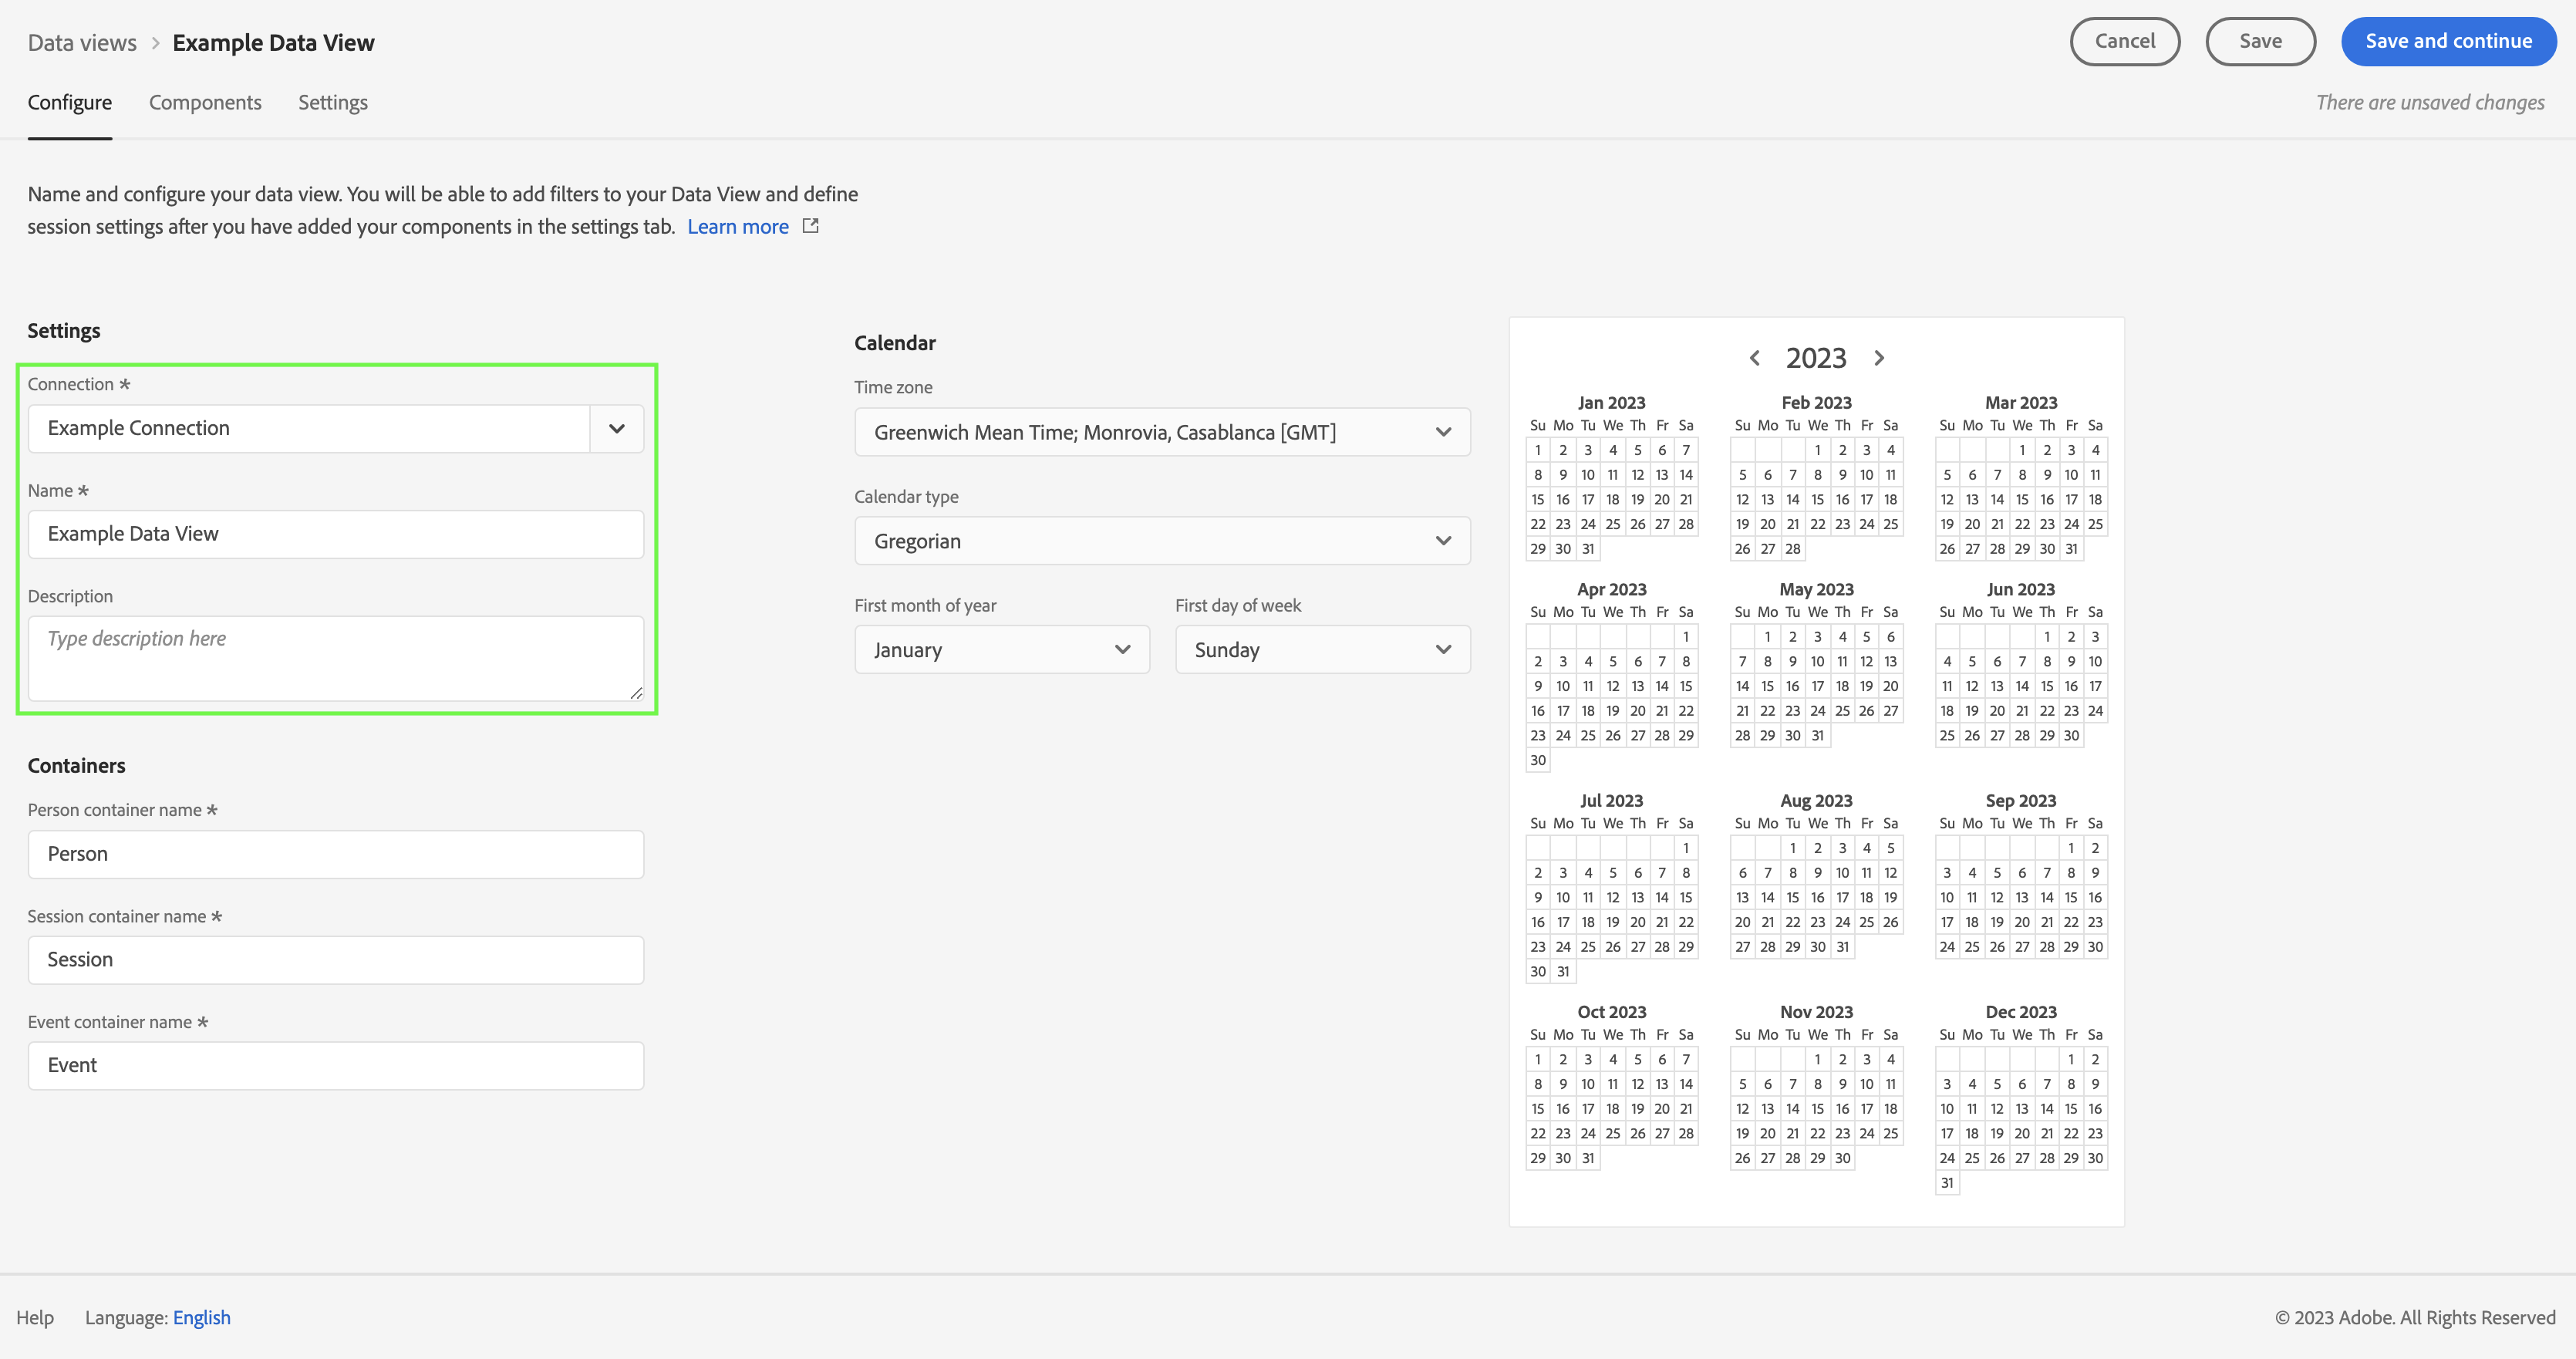 Data views > Example Data View
Cancel
Save
Save and continue
Configure
Components
Settings
There are unsaved changes
Name and configure your data view. You will be able to add filters to your Data View and define
session settings after you have added your components in the settings tab. Learn more
Settings
Connection *
Example Connection
Name *
Example Data View
Description
Type description here
Containers
Person container name *
Person
Session container name *
Session
Event container name *
Event
Calendar
Time zone
Greenwich Mean Time; Monrovia, Casablanca [GMT]
Calendar type
Gregorian
First month of year
January
First day of week
Sunday
2023
Jan 2023
Su Mo Tu We Th Fr Sa
1 2 3 4 5 6 7
8 9 10 11 12 13 14
15 16 17 18 19 20 21
22 23 24 25 26 27 28
29 30 31
Feb 2023
Su Mo Tu We Th Fr Sa
1 2 3 4
5 6 7 8 9 10 11
12 13 14 15 16 17 18
19 20 21 22 23 24 25
26 27 28
Mar 2023
Su Mo Tu We Th Fr Sa
1 2 3 4
5 6 7 8 9 10 11
12 13 14 15 16 17 18
19 20 21 22 23 24 25
26 27 28 29 30 31
Apr 2023
Su Mo Tu We Th Fr Sa
1
2 3 4 5 6 7 8
9 10 11 12 13 14 15
16 17 18 19 20 21 22
23 24 25 26 27 28 29
30
May 2023
Su Mo Tu We Th Fr Sa
1 2 3 4 5 6
7 8 9 10 11 12 13
14 15 16 17 18 19 20
21 22 23 24 25 26 27
28 29 30 31
Jun 2023
Su Mo Tu We Th Fr Sa
1 2 3
4 5 6 7 8 9 10
11 12 13 14 15 16 17
18 19 20 21 22 23 24
25 26 27 28 29 30
Jul 2023
Su Mo Tu We Th Fr Sa
1
2 3 4 5 6 7 8
9 10 11 12 13 14 15
16 17 18 19 20 21 22
23 24 25 26 27 28 29
30 31
Aug 2023
Su Mo Tu We Th Fr Sa
1 2 3 4 5
6 7 8 9 10 11 12
13 14 15 16 17 18 19
20 21 22 23 24 25 26
27 28 29 30 31
Sep 2023
Su Mo Tu We Th Fr Sa
1 2
3 4 5 6 7 8 9
10 11 12 13 14 15 16
17 18 19 20 21 22 23
24 25 26 27 28 29 30
Oct 2023
Su Mo Tu We Th Fr Sa
1 2 3 4 5 6 7
8 9 10 11 12 13 14
15 16 17 18 19 20 21
22 23 24 25 26 27 28
29 30 31
Nov 2023
Su Mo Tu We Th Fr Sa
1 2 3 4
5 6 7 8 9 10 11
12 13 14 15 16 17 18
19 20 21 22 23 24 25
26 27 28 29 30
Dec 2023
Su Mo Tu We Th Fr Sa
1 2
3 4 5 6 7 8 9
10 11 12 13 14 15 16
17 18 19 20 21 22 23
24 25 26 27 28 29 30
31
Help
Language: English
© 2023 Adobe. All Rights Reserved